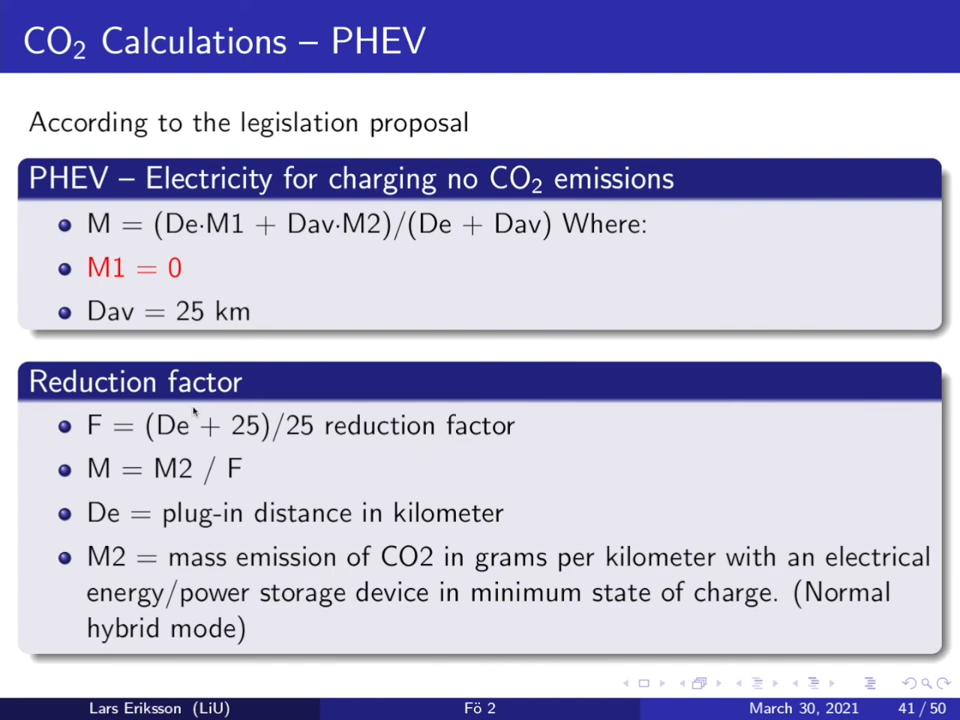 CO₂ Calculations – PHEV
According to the legislation proposal
PHEV – Electricity for charging no CO₂ emissions
M = (De·M1 + Dav·M2)/(De + Dav) Where:
M1 = 0
Dav = 25 km
Reduction factor
F = (De + 25)/25 reduction factor
M = M2 / F
De = plug-in distance in kilometer
M2 = mass emission of CO2 in grams per kilometer with an electrical
energy/power storage device in minimum state of charge. (Normal
hybrid mode)
Lars Eriksson (LiU) Fö 2 March 30, 2021 41 / 50